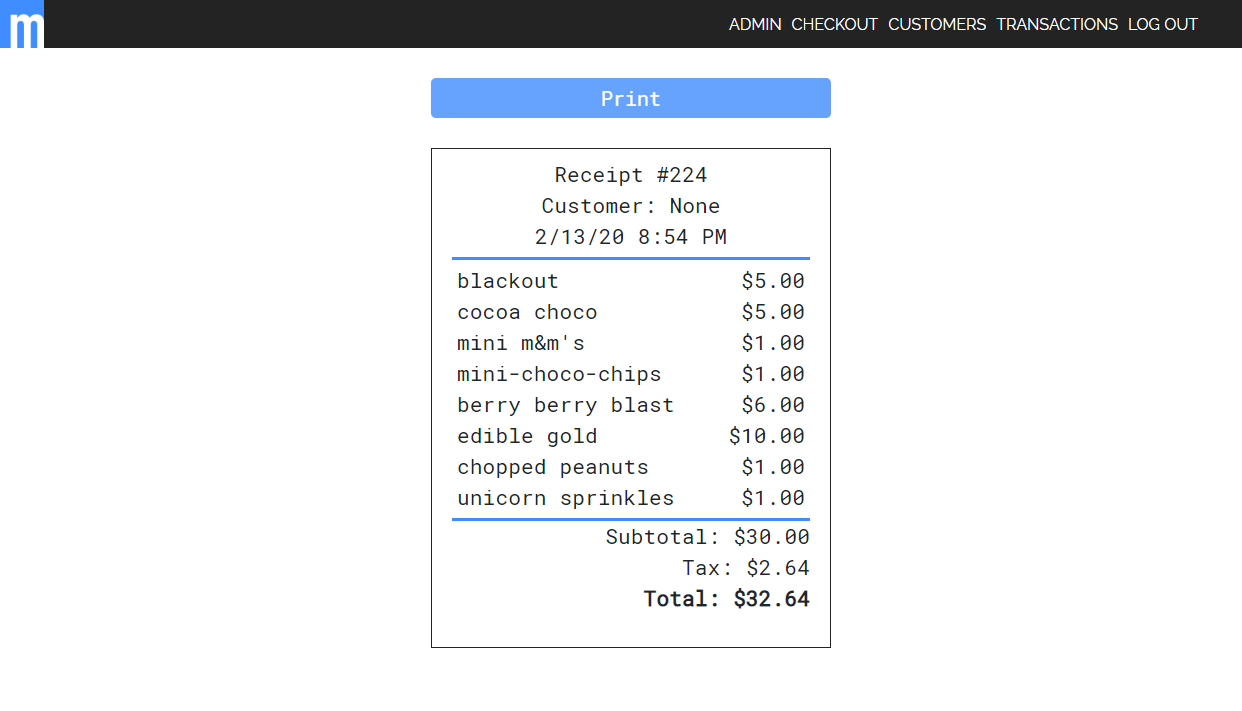 m
ADMIN CHECKOUT CUSTOMERS TRANSACTIONS LOG OUT
Print
Receipt #224
Customer: None
2/13/20 8:54 PM
blackout $5.00
cocoa choco $5.00
mini m&m's $1.00
mini-choco-chips $1.00
berry berry blast $6.00
edible gold $10.00
chopped peanuts $1.00
unicorn sprinkles $1.00
Subtotal: $30.00
Tax: $2.64
Total: $32.64